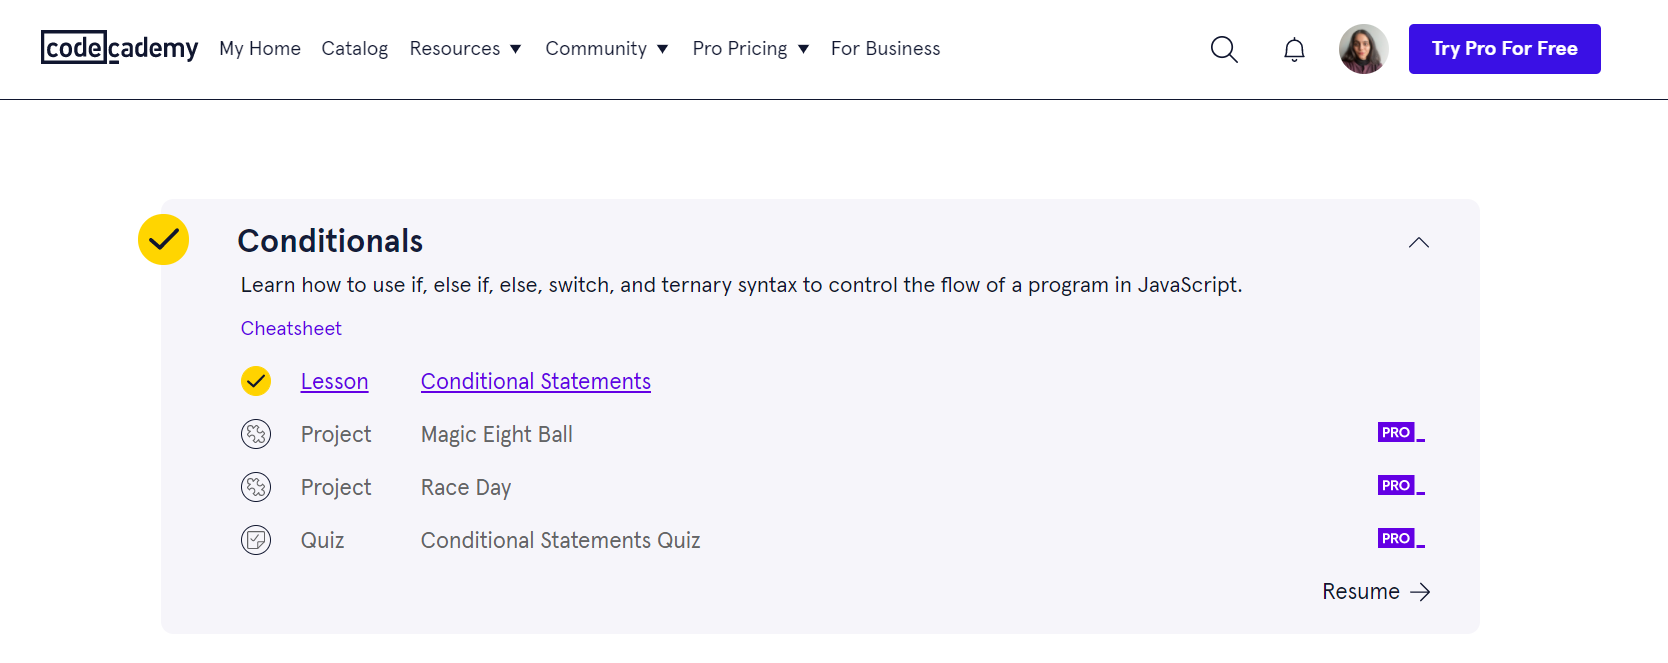 codecademy My Home Catalog Resources Community Pro Pricing For Business Try Pro For Free
Conditionals
Learn how to use if, else if, else, switch, and ternary syntax to control the flow of a program in JavaScript.
Cheatsheet
Lesson Conditional Statements
Project Magic Eight Ball PRO
Project Race Day PRO
Quiz Conditional Statements Quiz PRO
Resume